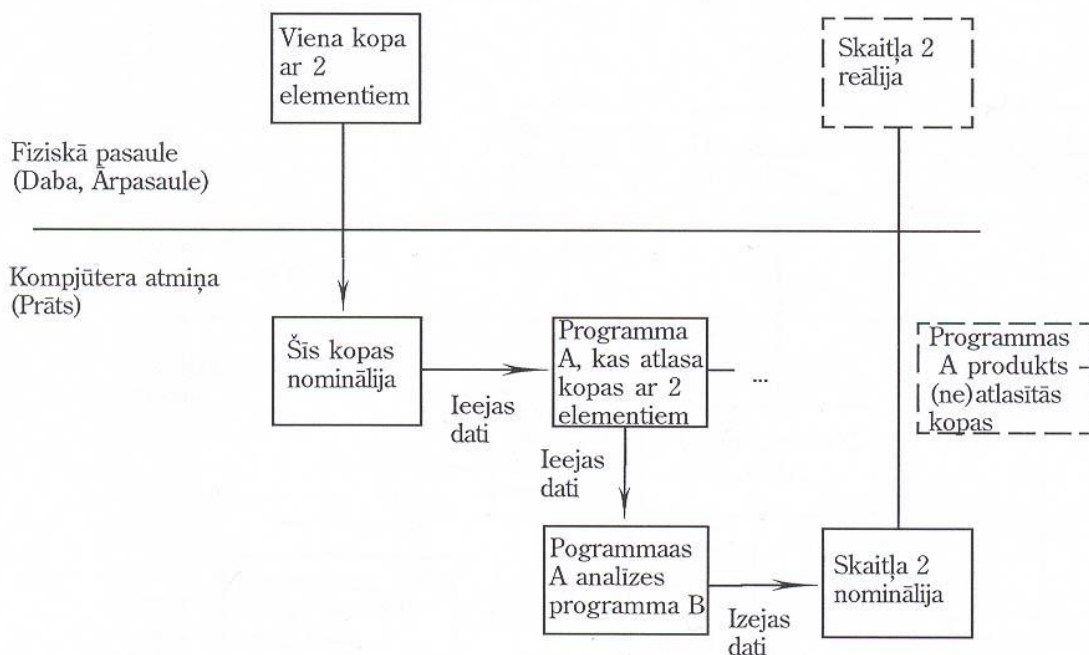 Viena kopa
ar 2
elementiem
Skaitļa 2
reālija
Fiziskā pasaule
(Daba, Ārpasaule)
Kompjūtera atmiņa
(Prāts)
Šīs kopas
nominālija
Ieejas
dati
Programma
A, kas atlasa
kopas ar 2
elementiem
...
Programmas
A produkts –
(ne)atlasītās
kopas
Ieejas
dati
Pogrammaas
A analīzes
programma B
Izejas
dati
Skaitļa 2
nominālija